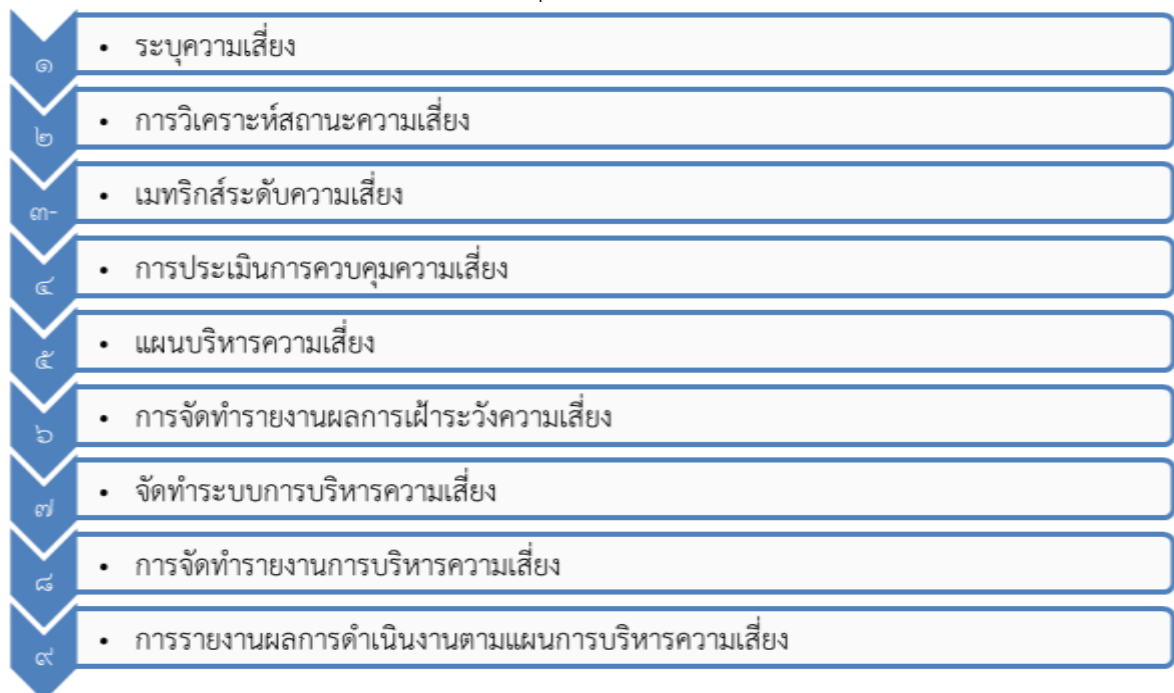 ๑ • ระบุความเสี่ยง
๒ • การวิเคราะห์สถานะความเสี่ยง
๓- • เมทริกส์ระดับความเสี่ยง
๔ • การประเมินการควบคุมความเสี่ยง
๕ • แผนบริหารความเสี่ยง
๖ • การจัดทำรายงานผลการเฝ้าระวังความเสี่ยง
๗ • จัดทำระบบการบริหารความเสี่ยง
๘ • การจัดทำรายงานการบริหารความเสี่ยง
๙ • การรายงานผลการดำเนินงานตามแผนการบริหารความเสี่ยง